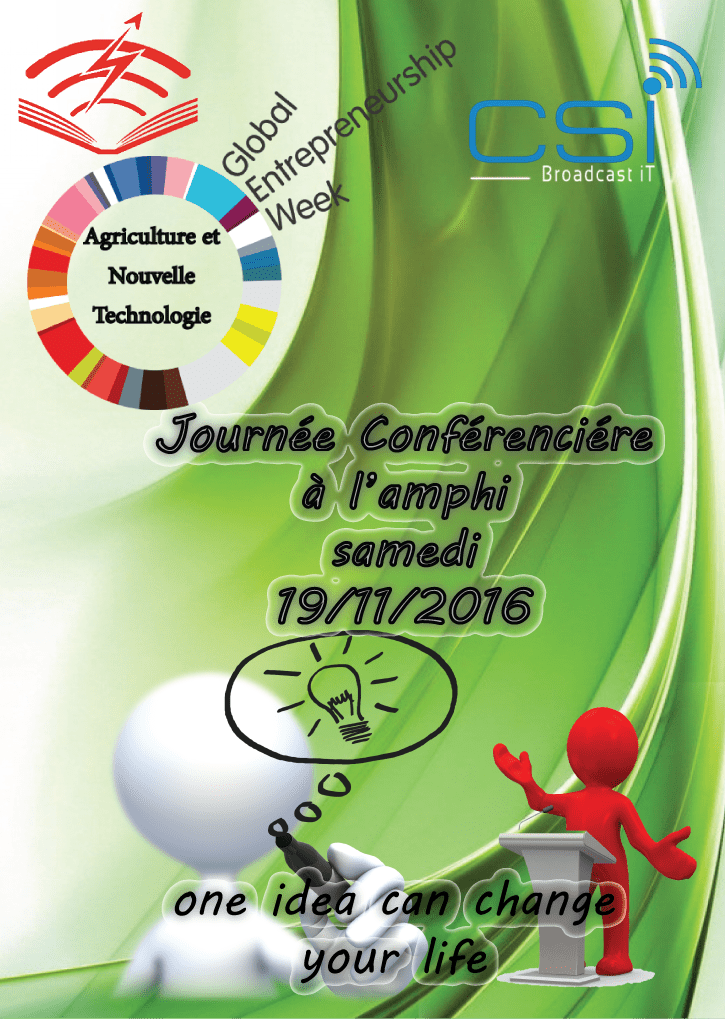 Global
Entrepreneurship
Week
csi
Broadcast iT
Agriculture et
Nouvelle
Technologie
Journée Conférenciére
à l'amphi
samedi
19/11/2016
one idea can change
your life